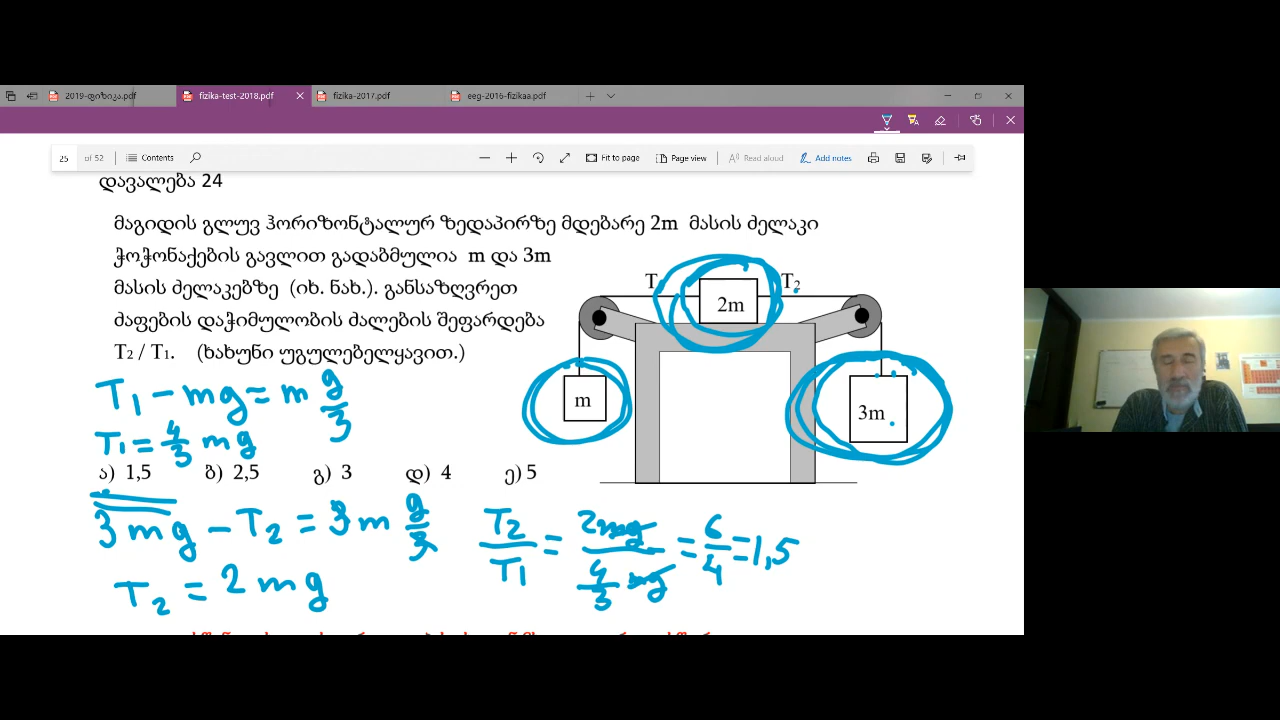 2019-ფიზიკა.pdf
fizika-test-2018.pdf
fizika-2017.pdf
eeg-2016-fizikaa.pdf
25 of 52
Contents
Fit to page
Page view
Read aloud
Add notes
დავალება 24
მაგიდის გლუვ ჰორიზონტალურ ზედაპირზე მდებარე 2m მასის ძელაკი
ჭოჭონაქების გავლით გადაბმულია m და 3m
მასის ძელაკებზე (იხ. ნახ.). განსაზღვრეთ
ძაფების დაჭიმულობის ძალების შეფარდება
T₂ / T₁. (ხახუნი უგულებელყავით.)
T
2m
T₂
m
3m
T₁ - mg = m g/3
T₁ = 4/3 mg
ა) 1,5 ბ) 2,5 გ) 3 დ) 4 ე) 5
3mg - T₂ = 3m g/3
T₂ = 2mg
T₂/T₁ = 2mg / 4/3 mg = 6/4 = 1,5